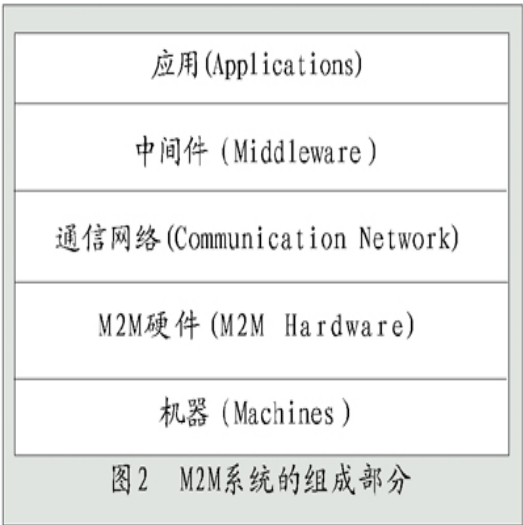 应用(Applications)
中间件 (Middleware)
通信网络(Communication Network)
M2M硬件 (M2M Hardware)
机器 (Machines)
图2 M2M系统的组成部分